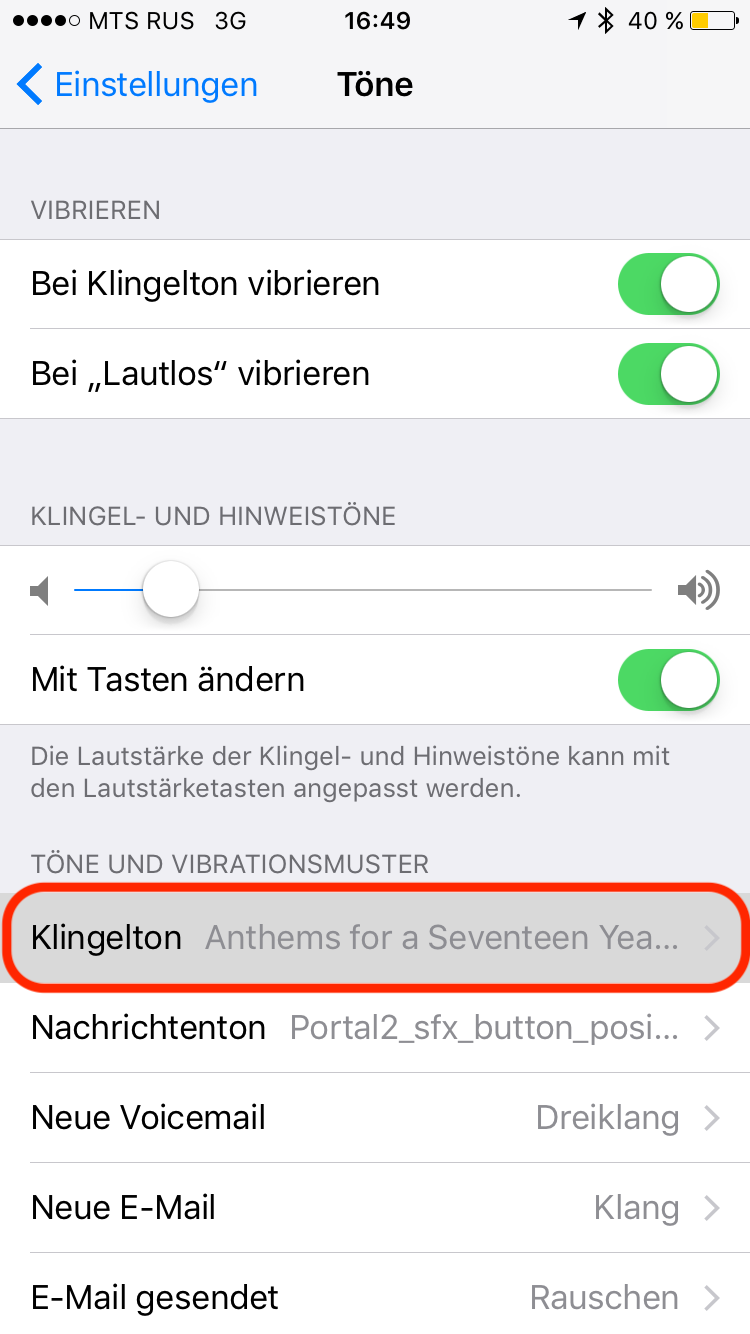 MTS RUS 3G 16:49 40 %
Einstellungen Töne
VIBRIEREN
Bei Klingelton vibrieren
Bei „Lautlos“ vibrieren
KLINGEL- UND HINWEISTÖNE
Mit Tasten ändern
Die Lautstärke der Klingel- und Hinweistöne kann mit
den Lautstärketasten angepasst werden.
TÖNE UND VIBRATIONSMUSTER
Klingelton Anthems for a Seventeen Yea...
Nachrichtenton Portal2_sfx_button_posi...
Neue Voicemail Dreiklang
Neue E-Mail Klang
E-Mail gesendet Rauschen